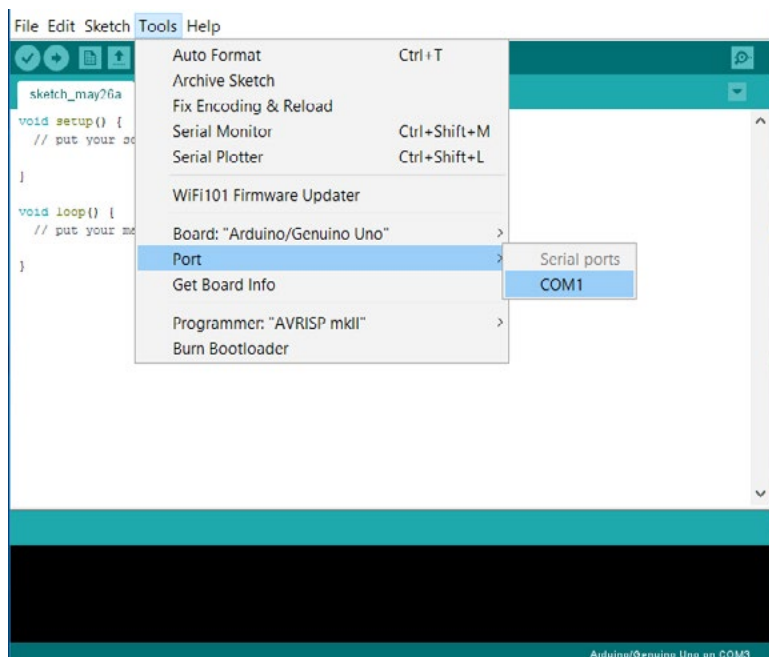 File Edit Sketch Tools Help
sketch_may26a
void setup() {
// put your
}
void loop() {
// put your
}
Auto Format Ctrl+T
Archive Sketch
Fix Encoding & Reload
Serial Monitor Ctrl+Shift+M
Serial Plotter Ctrl+Shift+L
WiFi101 Firmware Updater
Board: "Arduino/Genuino Uno"
Port
Get Board Info
Programmer: "AVRISP mkII"
Burn Bootloader
Serial ports
COM1
Arduino/Genuino Uno on COM3